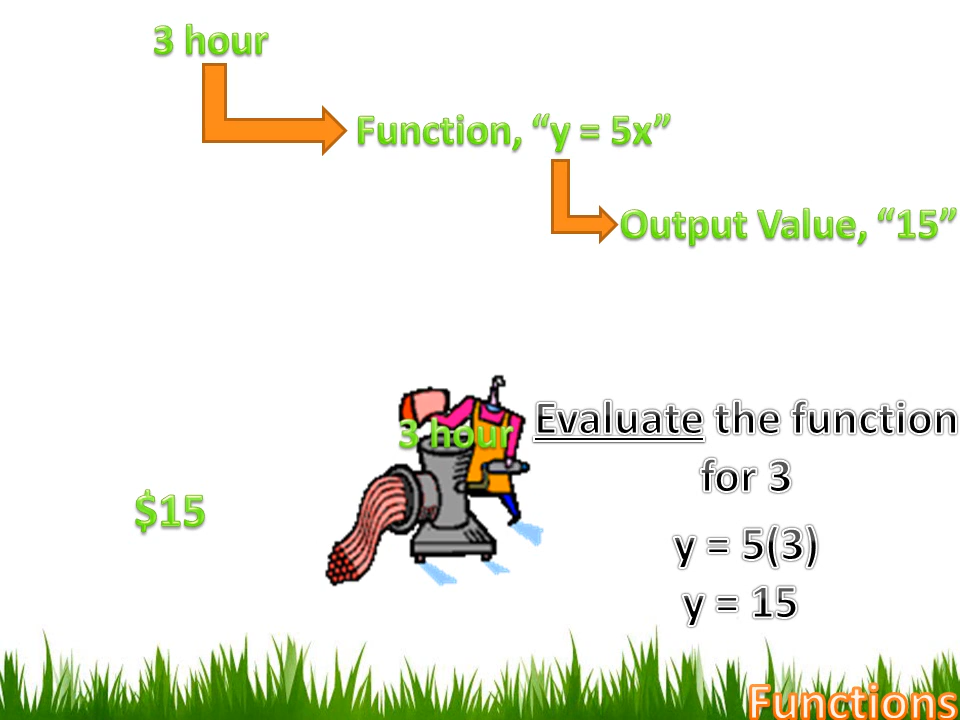 3 hour
Function, “y = 5x”
Output Value, “15”
3 hour
Evaluate the function
for 3
$15
y = 5(3)
y = 15
Functions